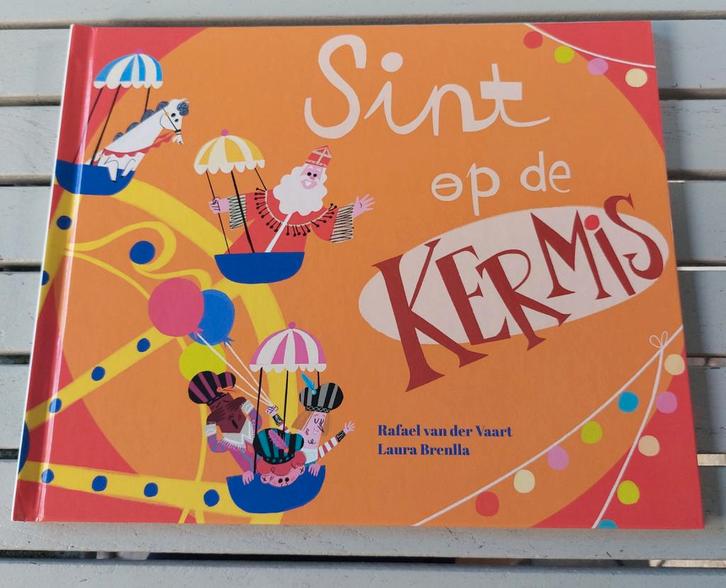 Sint
op de
KERMiS
Rafael van der Vaart
Laura Brenlla